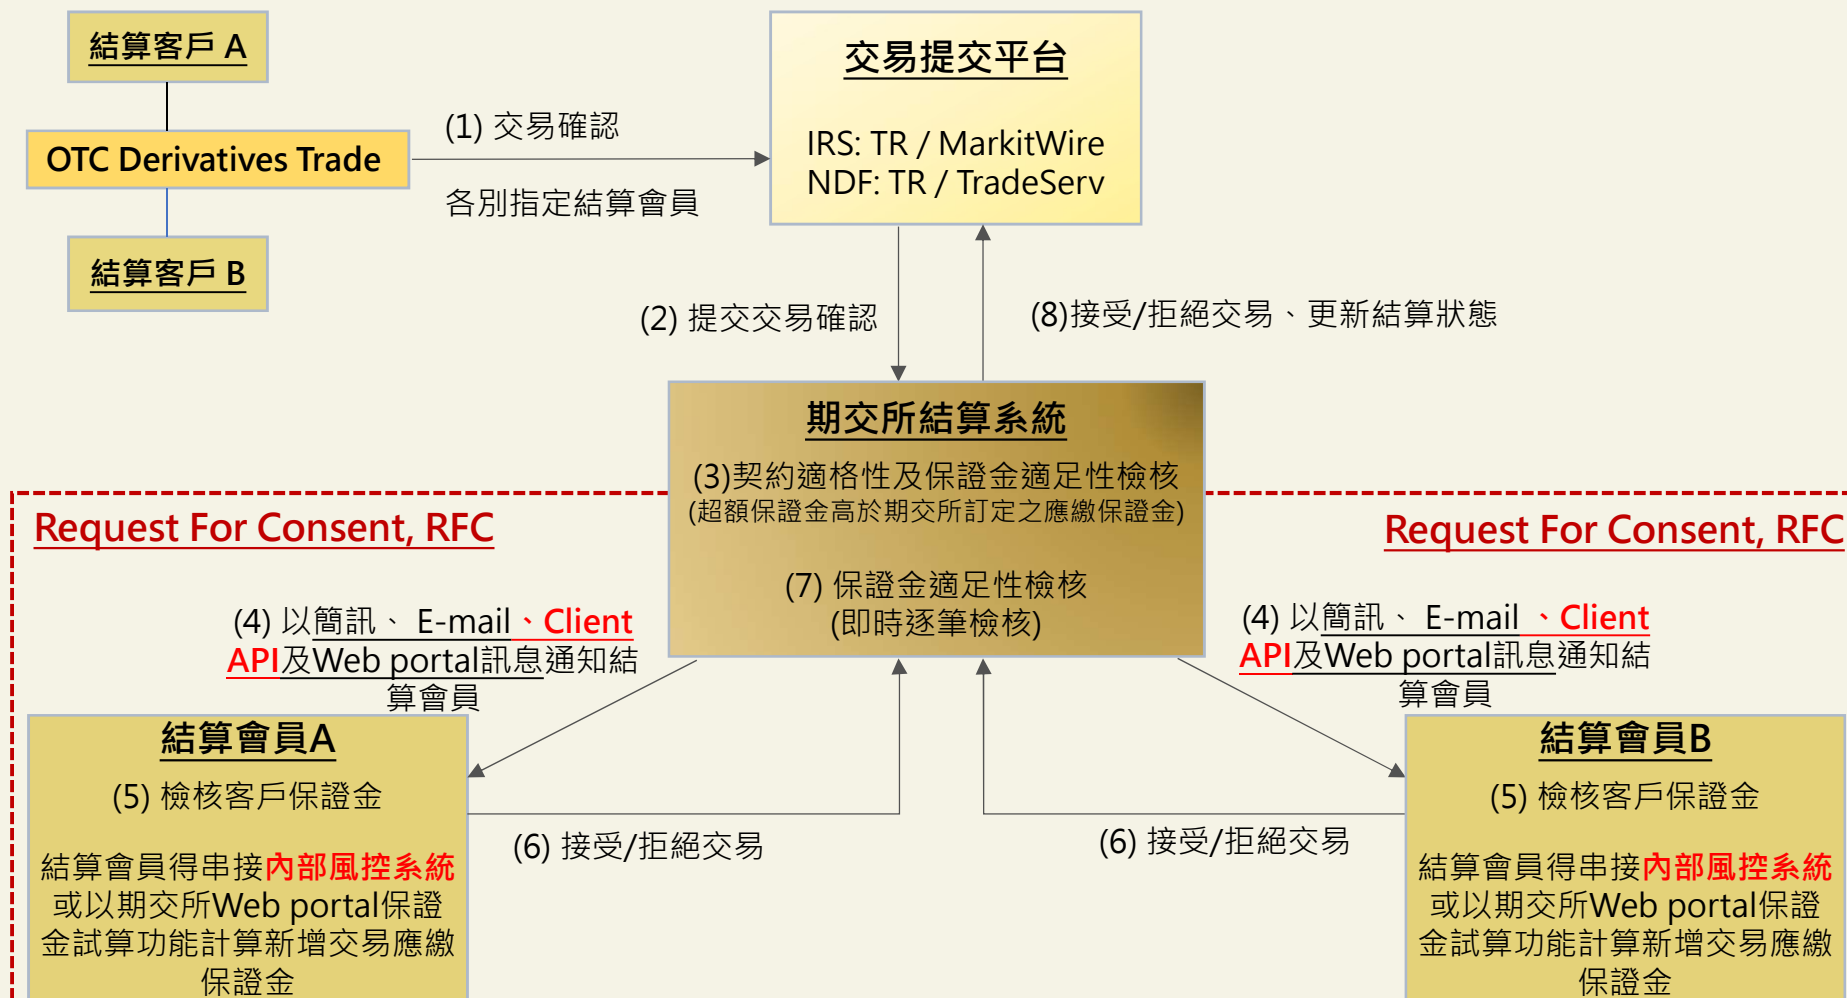 結算客戶 A
OTC Derivatives Trade
結算客戶 B
(1) 交易確認
各別指定結算會員
交易提交平台
IRS: TR / MarkitWire
NDF: TR / TradeServ
(2) 提交交易確認
(8)接受/拒絕交易、更新結算狀態
期交所結算系統
(3)契約適格性及保證金適足性檢核
(超額保證金高於期交所訂定之應繳保證金)
(7) 保證金適足性檢核
(即時逐筆檢核)
Request For Consent, RFC
Request For Consent, RFC
(4) 以簡訊、 E-mail、Client
API及Web portal訊息通知結
算會員
(4) 以簡訊、 E-mail 、Client
API及Web portal訊息通知結
算會員
結算會員A
(5) 檢核客戶保證金
結算會員得串接內部風控系統
或以期交所Web portal保證
金試算功能計算新增交易應繳
保證金
(6) 接受/拒絕交易
(6) 接受/拒絕交易
結算會員B
(5) 檢核客戶保證金
結算會員得串接內部風控系統
或以期交所Web portal保證
金試算功能計算新增交易應繳
保證金